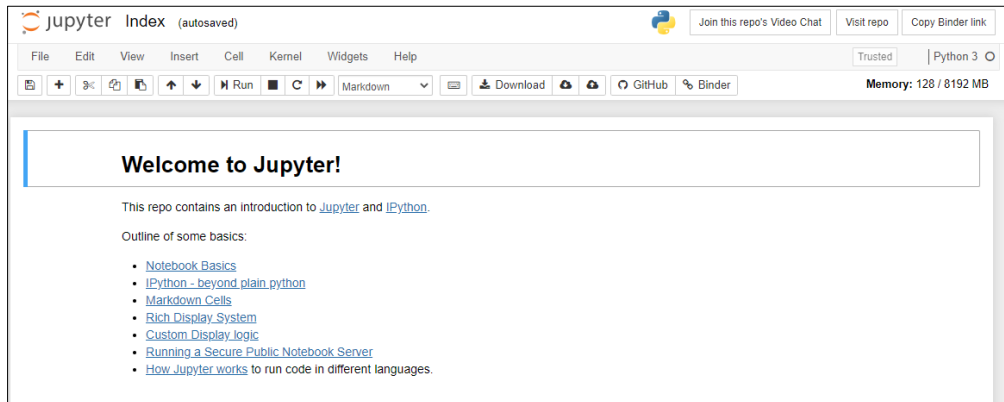 jupyter Index (autosaved) Join this repo's Video Chat Visit repo Copy Binder link
File Edit View Insert Cell Kernel Widgets Help Trusted Python 3
Run Markdown Download GitHub Binder Memory: 128 / 8192 MB
Welcome to Jupyter!
This repo contains an introduction to Jupyter and IPython.
Outline of some basics:
• Notebook Basics
• IPython - beyond plain python
• Markdown Cells
• Rich Display System
• Custom Display logic
• Running a Secure Public Notebook Server
• How Jupyter works to run code in different languages.